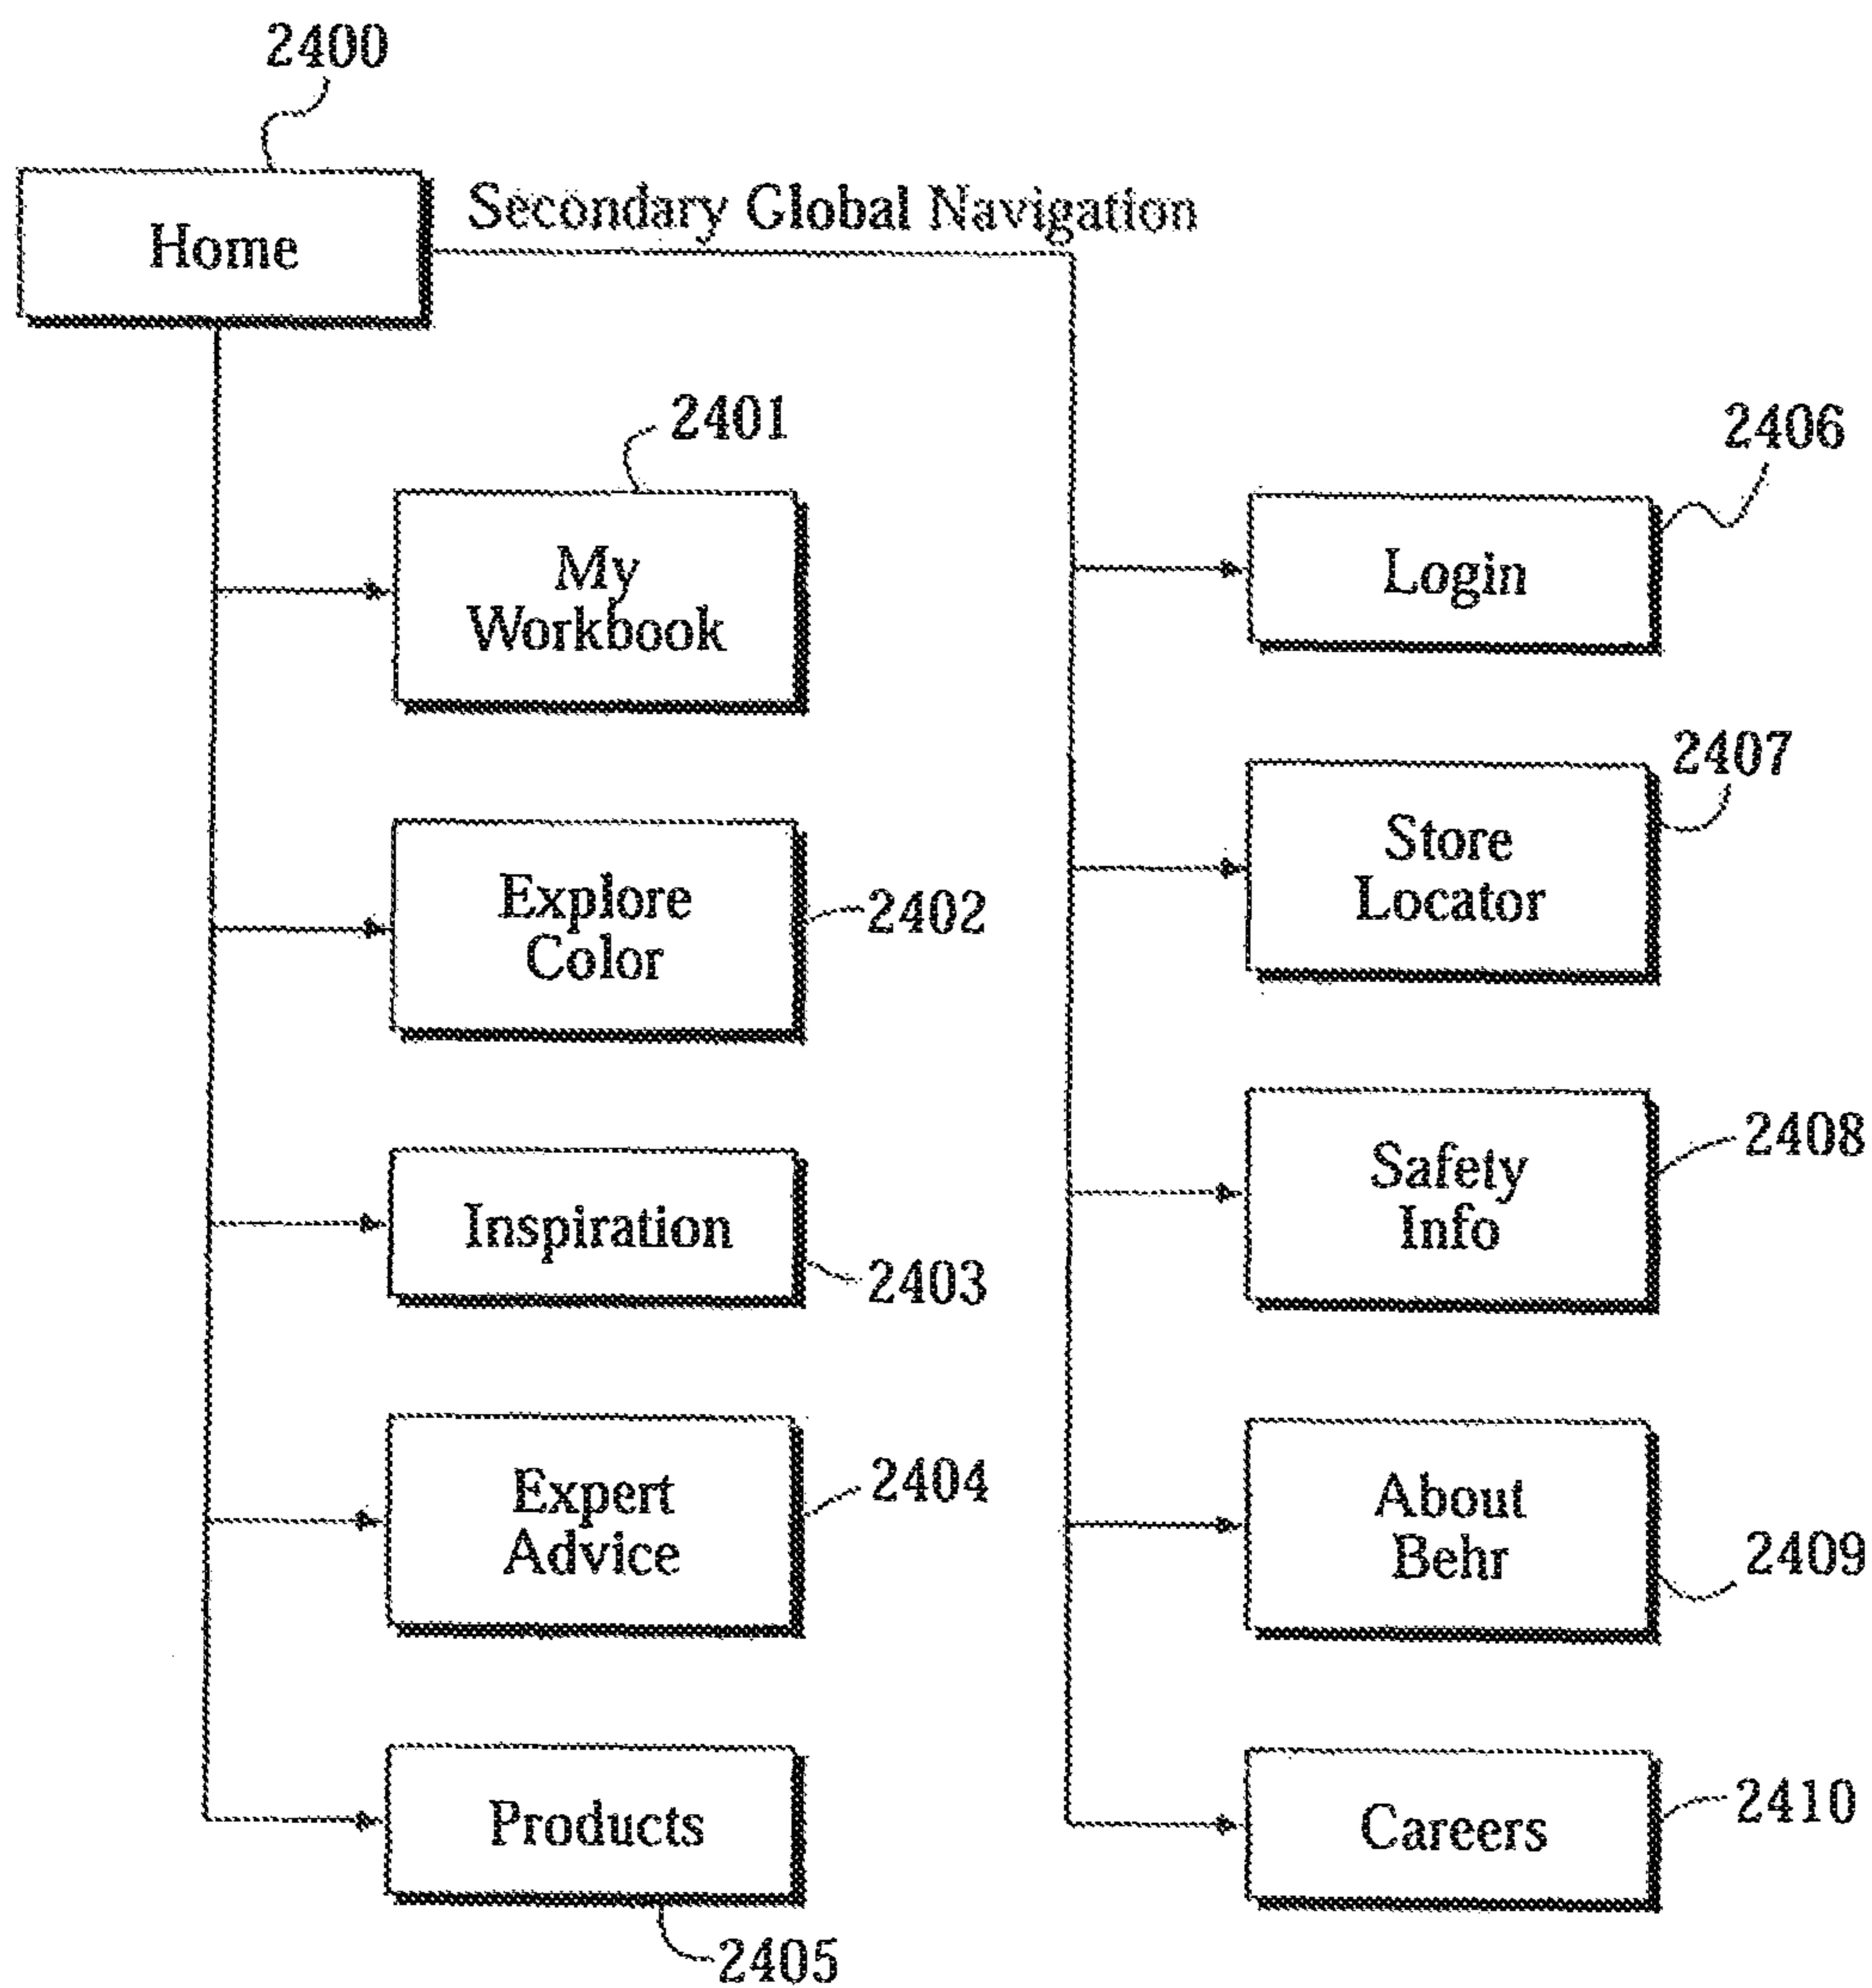 2400
Home
Secondary Global Navigation
2401
My
Workbook
Explore
Color
2402
Inspiration
2403
Expert
Advice
2404
Products
2405
2406
Login
2407
Store
Locator
2408
Safety
Info
About
Behr
2409
Careers
2410